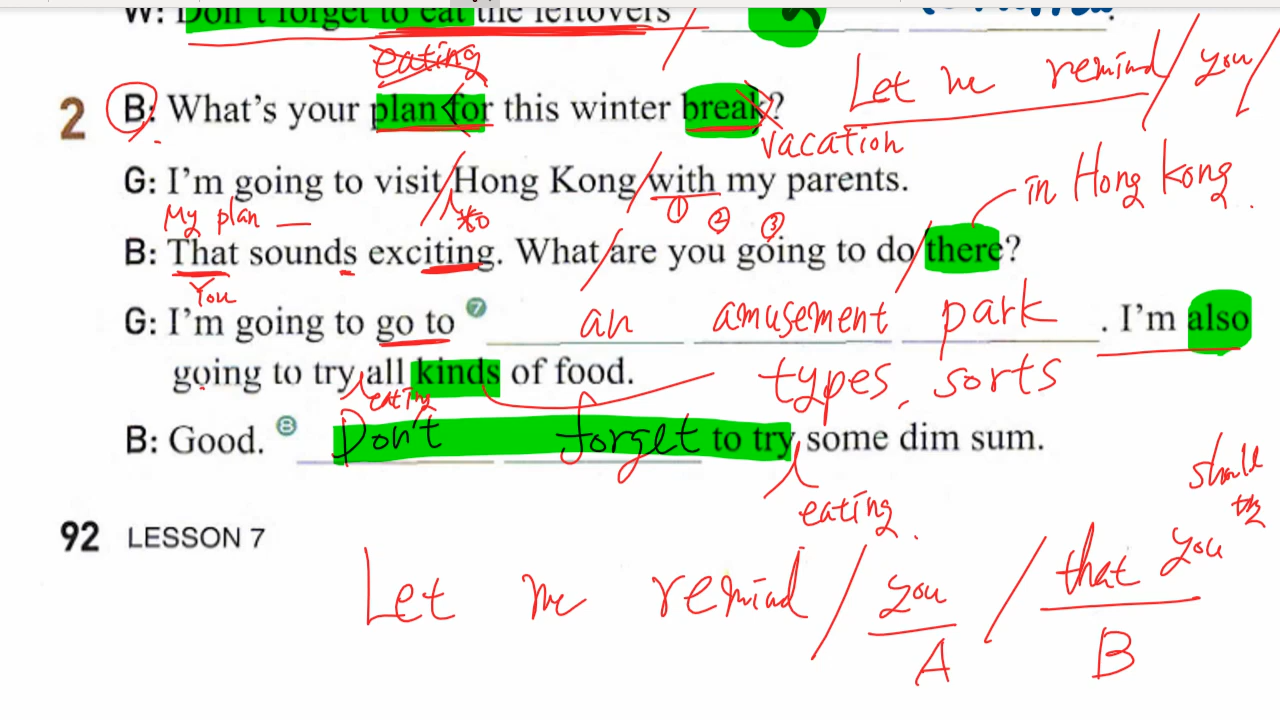 W: Don't forget to eat the leftovers
eating
Let me remind / you /
2 B: What's your plan for this winter break?
vacation
G: I'm going to visit Hong Kong with my parents.
in Hong Kong.
My plan
to
① ② ③
B: That sounds exciting. What are you going to do there?
You
G: I'm going to go to ⑦ an amusement park. I'm also
going to try all kinds of food.
types, sorts
eating
B: Good. ⑧ Don't forget to try some dim sum.
eating.
should
try
92 LESSON 7
Let me remind / you / that you
A B